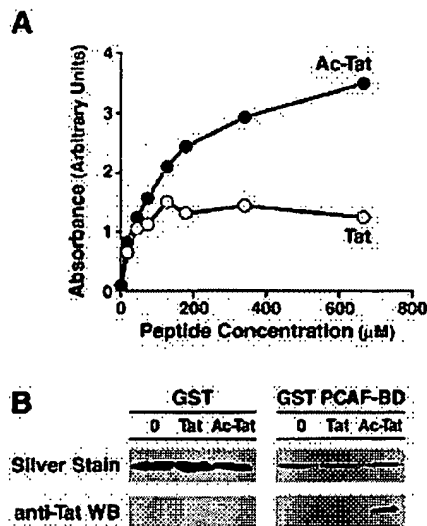 A
Absorbance (Arbitrary Units)
4
3
2
1
0
Ac-Tat
Tat
0 200 400 600 800
Peptide Concentration (μM)
B
GST GST PCAF-BD
0 Tat Ac-Tat 0 Tat Ac-Tat
Silver Stain
anti-Tat WB